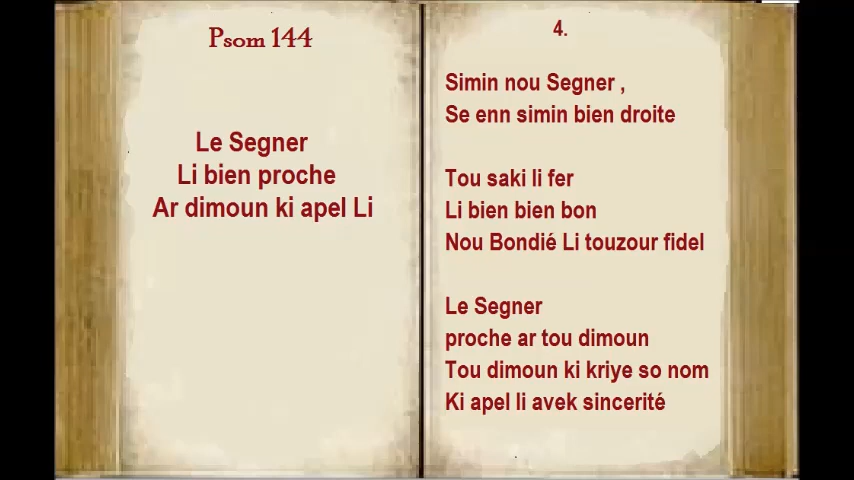 Psom 144
Le Segner
Li bien proche
Ar dimoun ki apel Li
4.
Simin nou Segner ,
Se enn simin bien droite
Tou saki li fer
Li bien bien bon
Nou Bondié Li touzour fidel
Le Segner
proche ar tou dimoun
Tou dimoun ki kriye so nom
Ki apel li avek sincerité